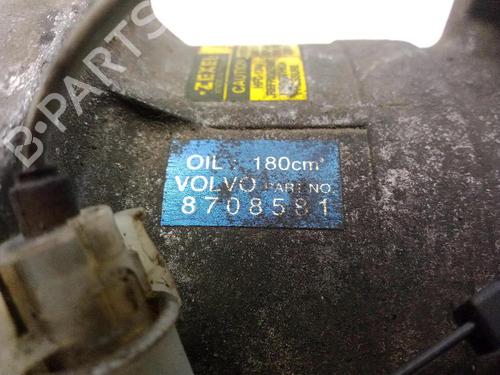 ZEXEL
CAUTION
OIL 180cm³
VOLVO PART NO.
8708581
B-PARTS